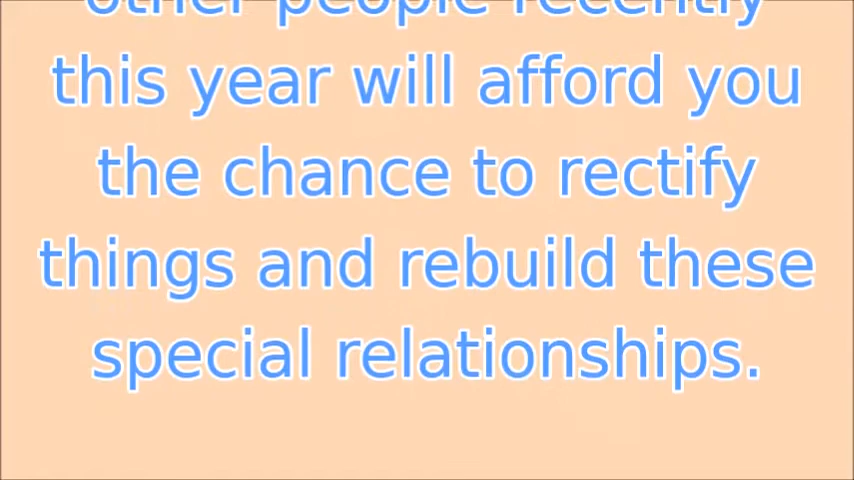 other people recently
this year will afford you
the chance to rectify
things and rebuild these
special relationships.